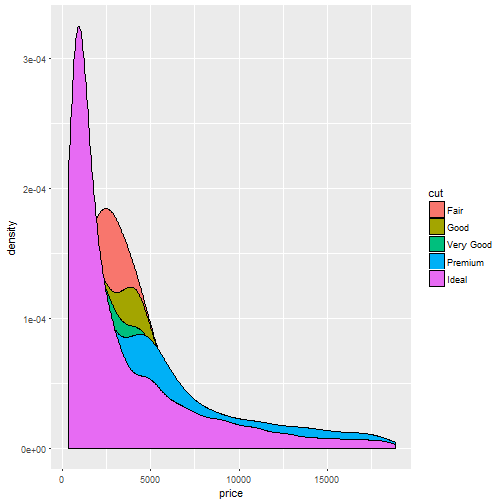 3e-04
2e-04
1e-04
0e+00
density
0
5000
10000
15000
price
cut
Fair
Good
Very Good
Premium
Ideal